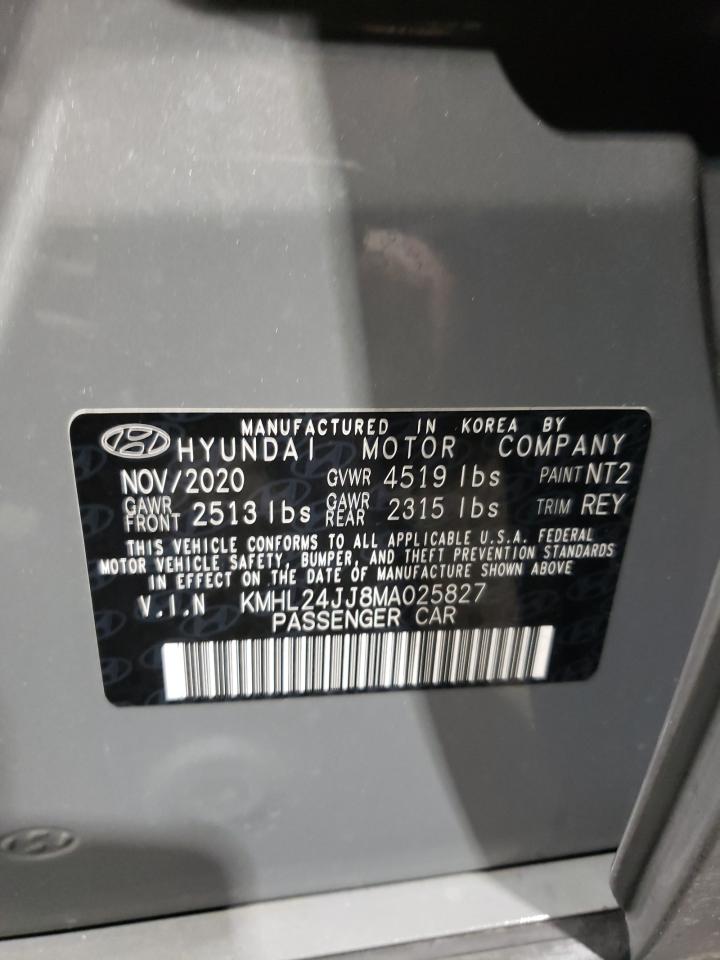 MANUFACTURED IN KOREA BY
HYUNDAI MOTOR COMPANY
NOV/2020 GVWR 4519 lbs PAINT NT2
GAWR FRONT 2513 lbs GAWR REAR 2315 lbs TRIM REY
THIS VEHICLE CONFORMS TO ALL APPLICABLE U.S.A. FEDERAL
MOTOR VEHICLE SAFETY, BUMPER, AND THEFT PREVENTION STANDARDS
IN EFFECT ON THE DATE OF MANUFACTURE SHOWN ABOVE
V.I.N KMHL24JJ8MA025827
PASSENGER CAR